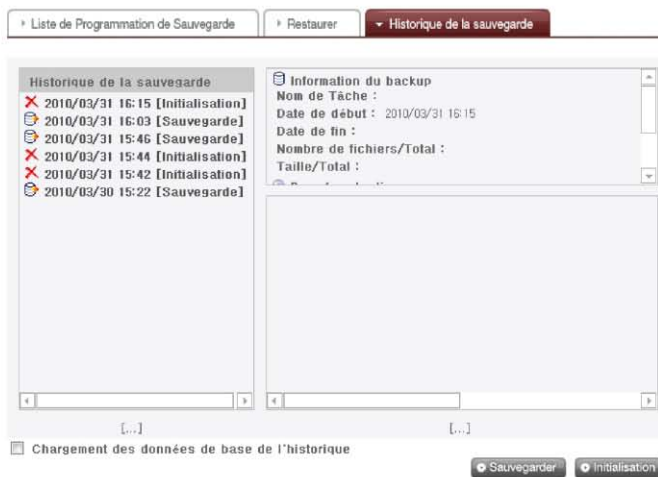 Liste de Programmation de Sauvegarde
Restaurer
Historique de la sauvegarde
Historique de la sauvegarde
2010/03/31 16:15 [Initialisation]
2010/03/31 16:03 [Sauvegarde]
2010/03/31 15:46 [Sauvegarde]
2010/03/31 15:44 [Initialisation]
2010/03/31 15:42 [Initialisation]
2010/03/30 15:22 [Sauvegarde]
Information du backup
Nom de Tâche :
Date de début : 2010/03/31 16:15
Date de fin :
Nombre de fichiers/Total :
Taille/Total :
[...]
[...]
Chargement des données de base de l'historique
Sauvegarder
Initialisation